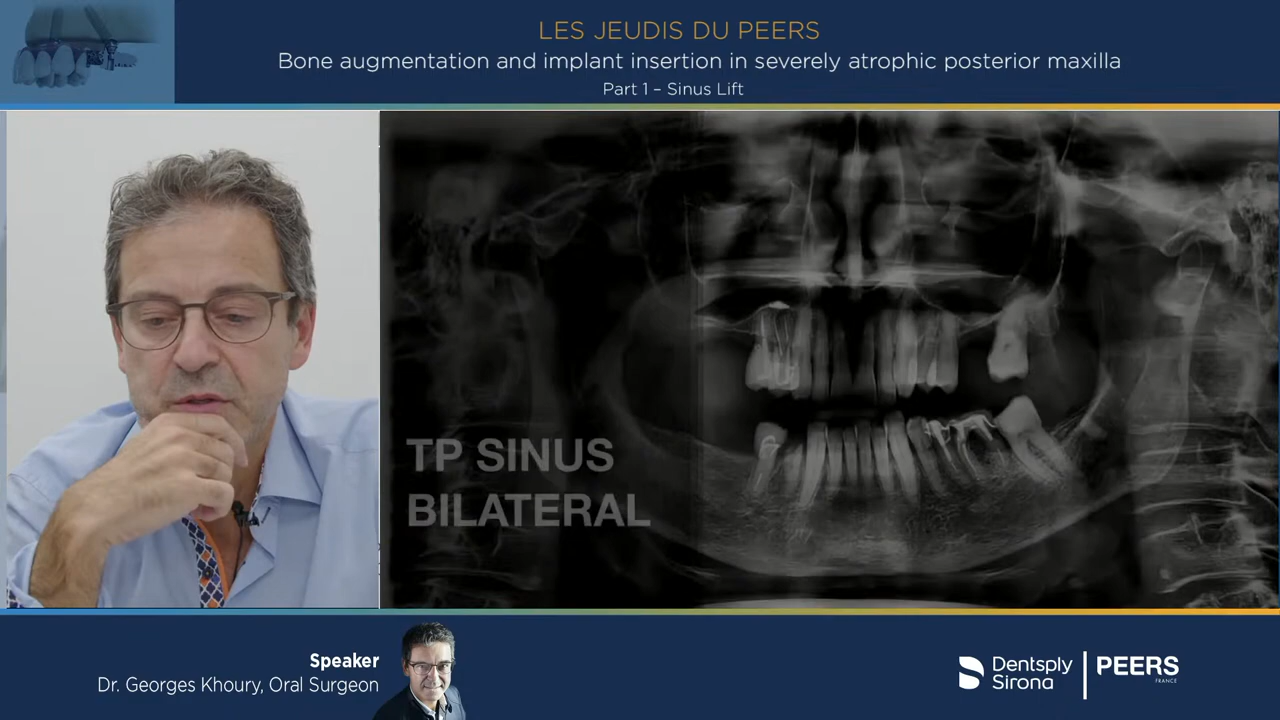 LES JEUDIS DU PEERS
Bone augmentation and implant insertion in severely atrophic posterior maxilla
Part 1 – Sinus Lift
TP SINUS
BILATERAL
Speaker
Dr. Georges Khoury, Oral Surgeon
Dentsply
Sirona
PEERS
FRANCE